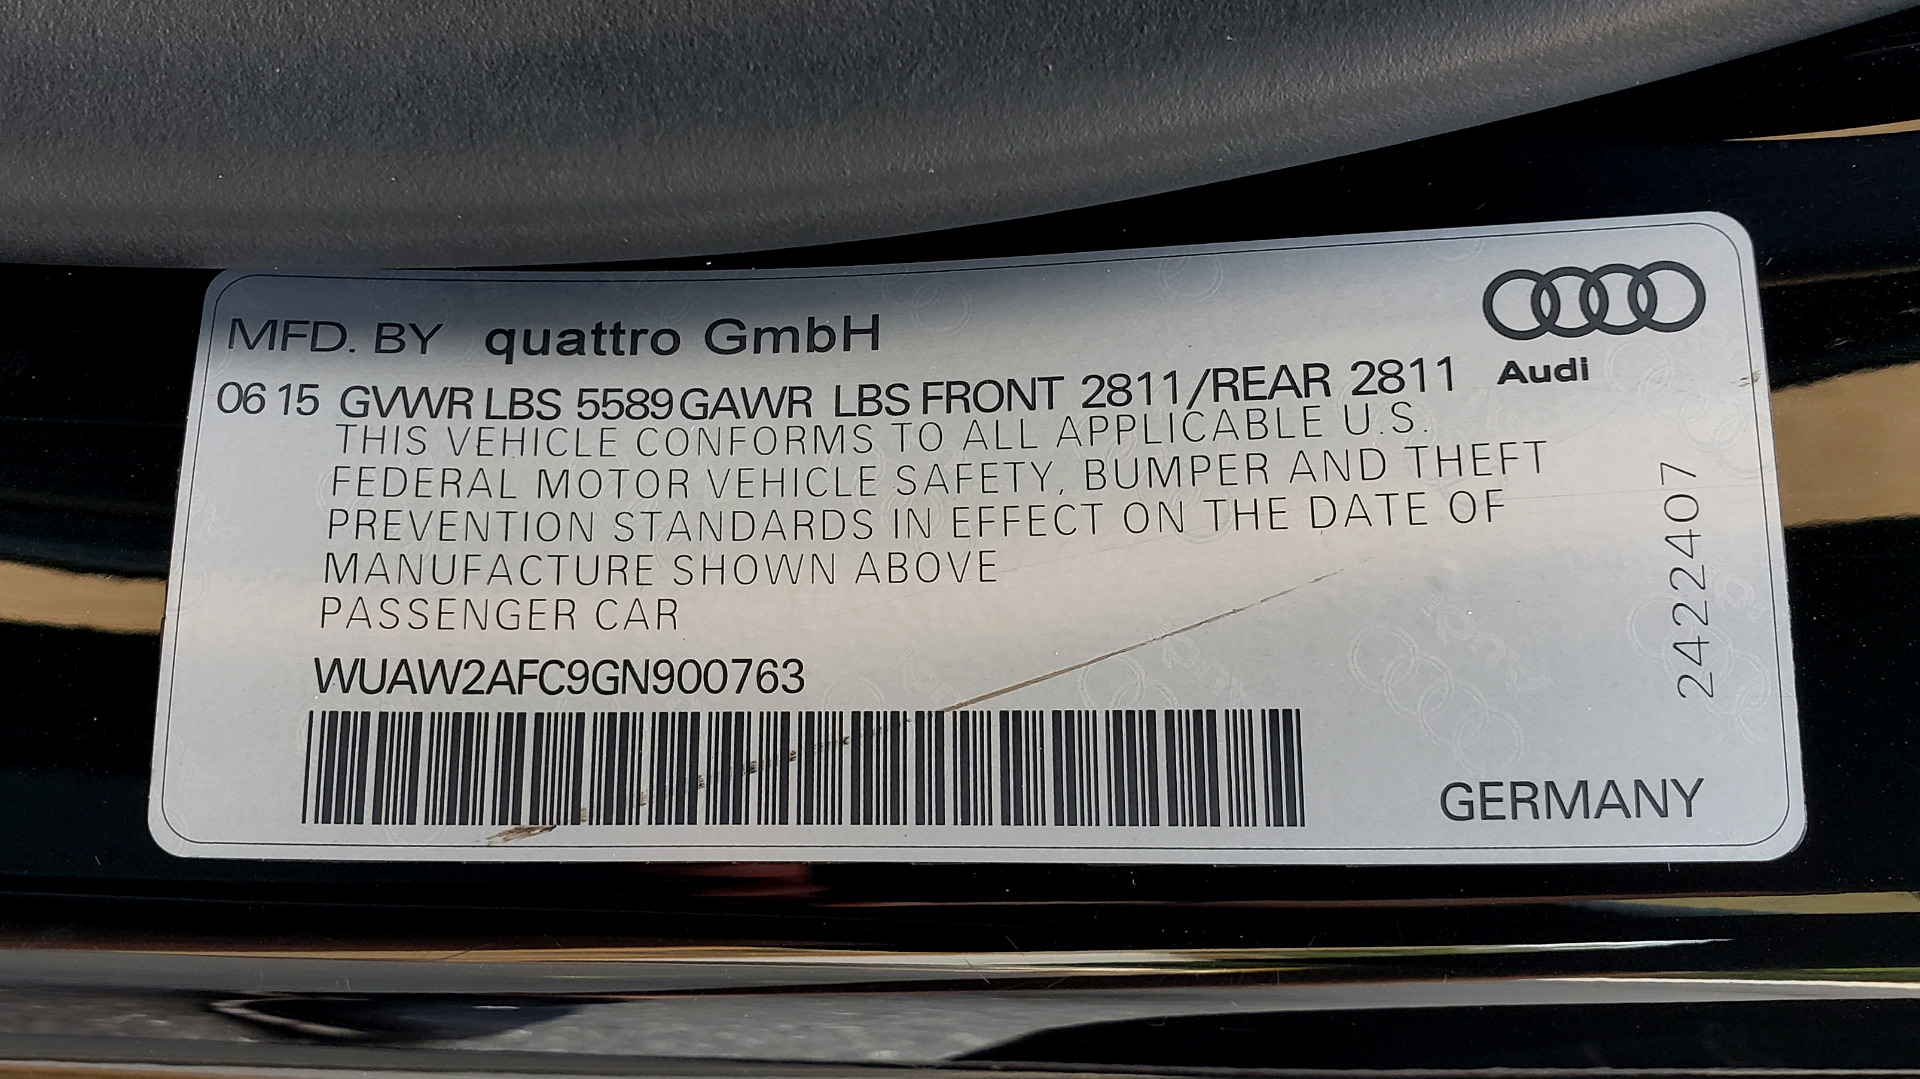 MFD. BY quattro GmbH
Audi
06 15 GVWR LBS 5589 GAWR LBS FRONT 2811/REAR 2811
THIS VEHICLE CONFORMS TO ALL APPLICABLE U.S.
FEDERAL MOTOR VEHICLE SAFETY, BUMPER AND THEFT
PREVENTION STANDARDS IN EFFECT ON THE DATE OF
MANUFACTURE SHOWN ABOVE
PASSENGER CAR
WUAW2AFC9GN900763
2422407
GERMANY